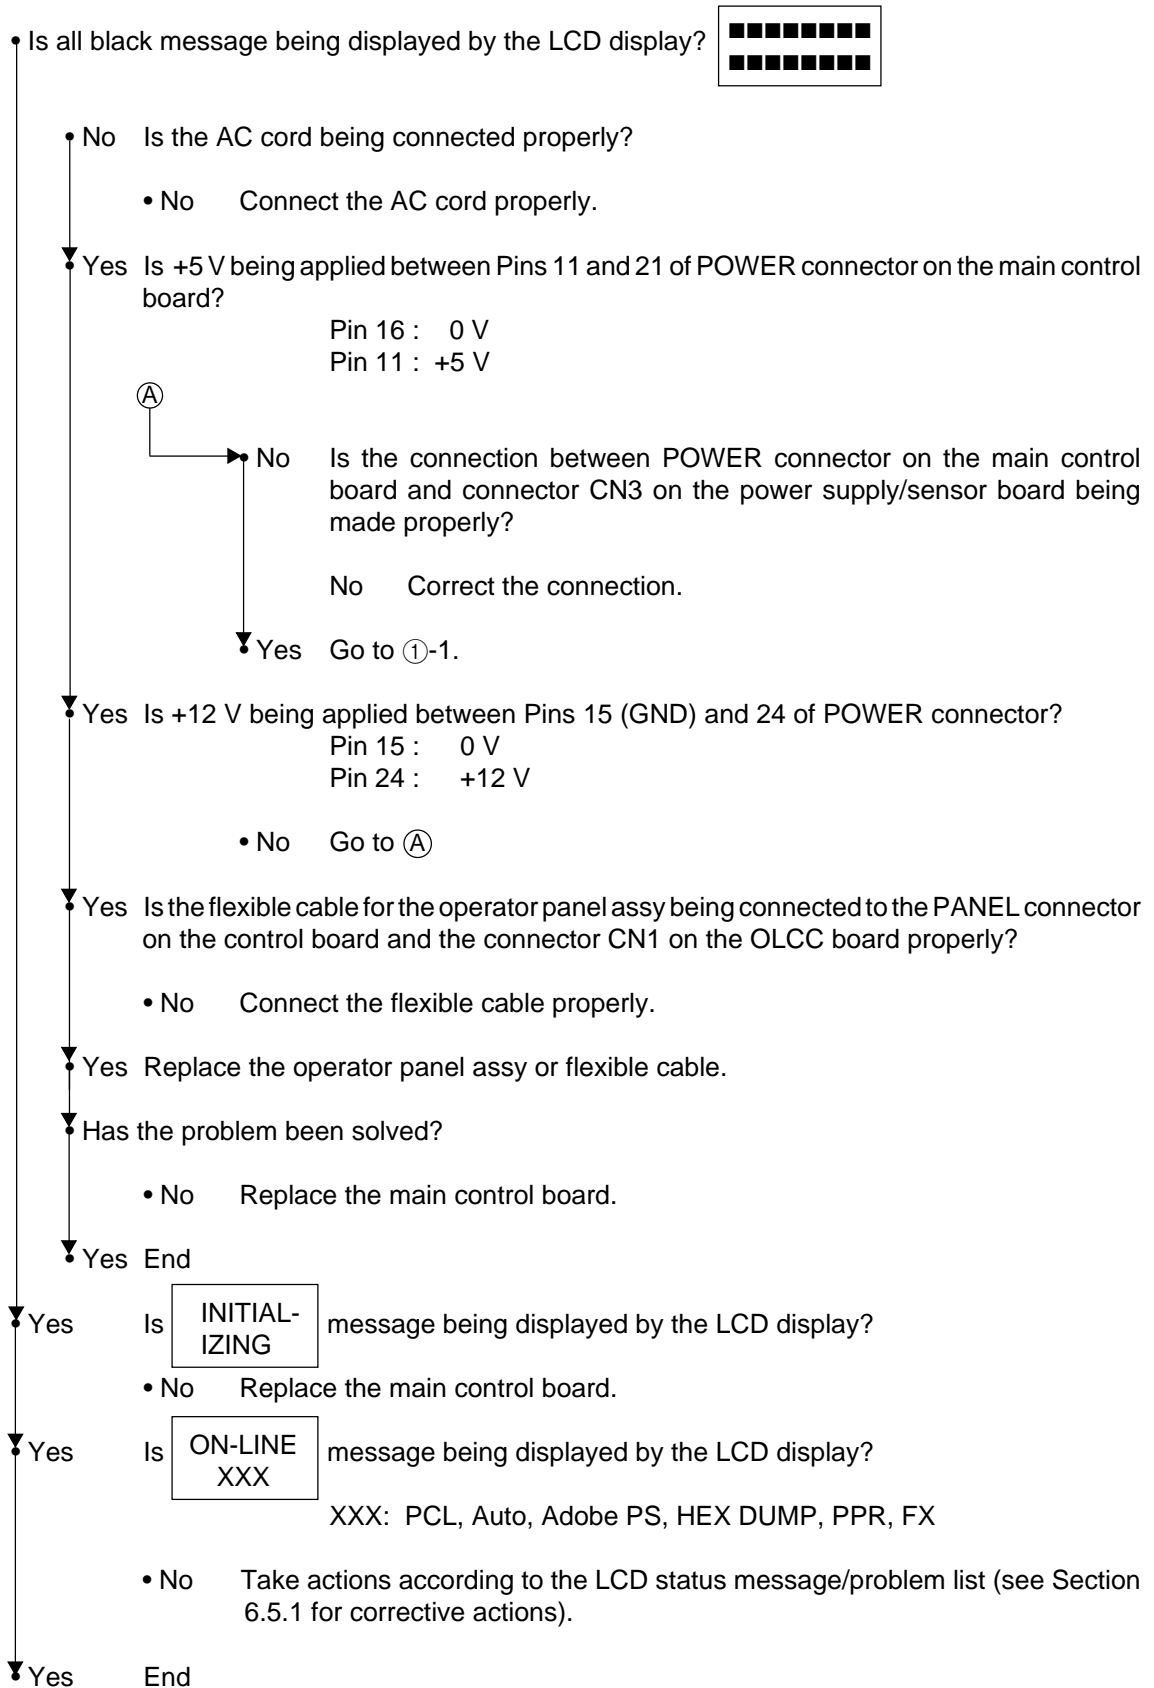 • Is all black message being displayed by the LCD display? ■■■■■■■■
■■■■■■■■
• No Is the AC cord being connected properly?
• No Connect the AC cord properly.
• Yes Is +5 V being applied between Pins 11 and 21 of POWER connector on the main control
board?
Pin 16 : 0 V
Pin 11 : +5 V
Ⓐ
• No Is the connection between POWER connector on the main control
board and connector CN3 on the power supply/sensor board being
made properly?
No Correct the connection.
• Yes Go to ①-1.
• Yes Is +12 V being applied between Pins 15 (GND) and 24 of POWER connector?
Pin 15 : 0 V
Pin 24 : +12 V
• No Go to Ⓐ
• Yes Is the flexible cable for the operator panel assy being connected to the PANEL connector
on the control board and the connector CN1 on the OLCC board properly?
• No Connect the flexible cable properly.
• Yes Replace the operator panel assy or flexible cable.
• Has the problem been solved?
• No Replace the main control board.
• Yes End
• Yes Is INITIAL-
IZING message being displayed by the LCD display?
• No Replace the main control board.
• Yes Is ON-LINE
XXX message being displayed by the LCD display?
XXX: PCL, Auto, Adobe PS, HEX DUMP, PPR, FX
• No Take actions according to the LCD status message/problem list (see Section
6.5.1 for corrective actions).
• Yes End